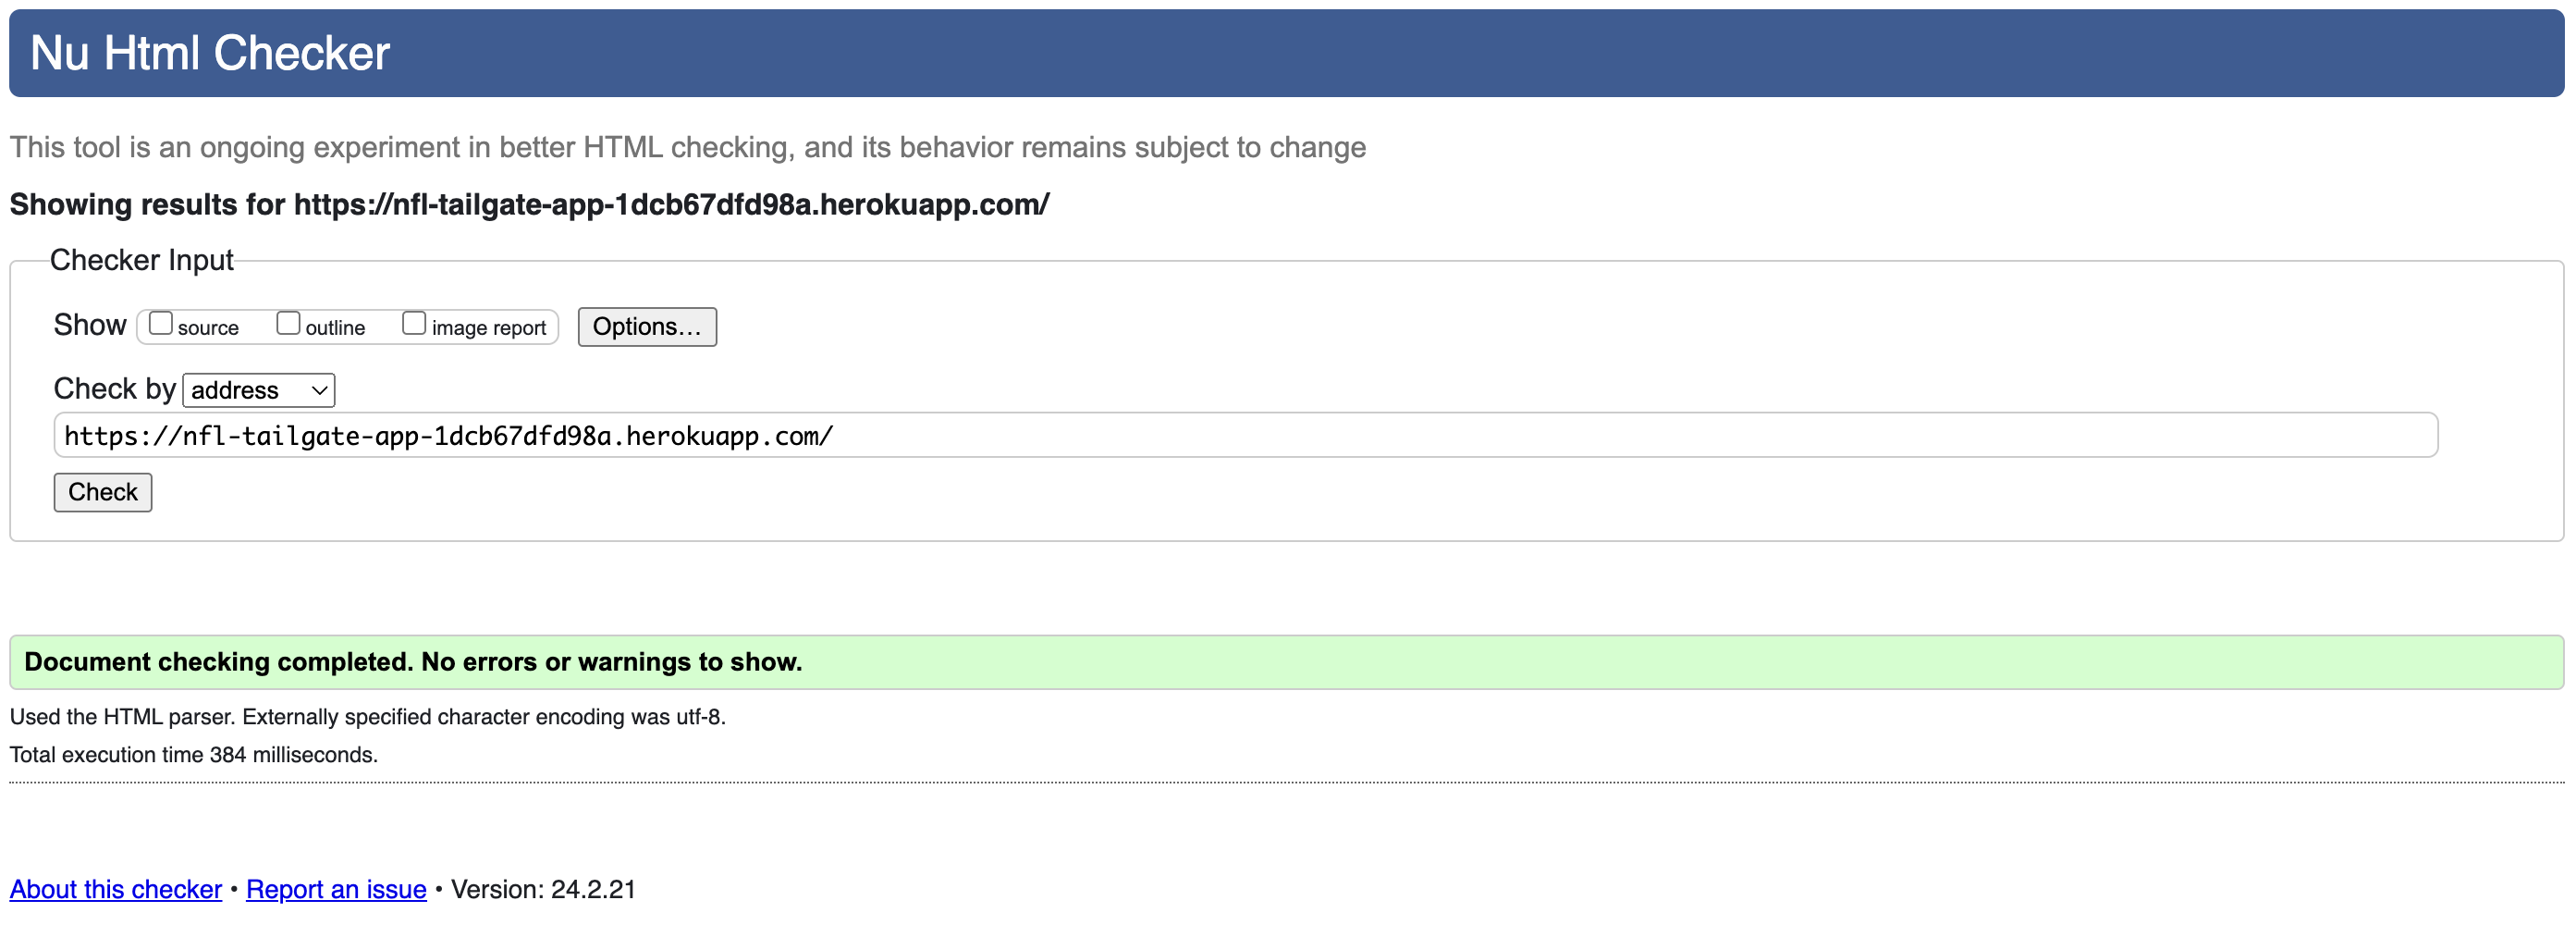 Nu Html Checker
This tool is an ongoing experiment in better HTML checking, and its behavior remains subject to change
Showing results for https://nfl-tailgate-app-1dcb67dfd98a.herokuapp.com/
Checker Input
Show source outline image report Options…
Check by address
https://nfl-tailgate-app-1dcb67dfd98a.herokuapp.com/
Check
Document checking completed. No errors or warnings to show.
Used the HTML parser. Externally specified character encoding was utf-8.
Total execution time 384 milliseconds.
About this checker • Report an issue • Version: 24.2.21